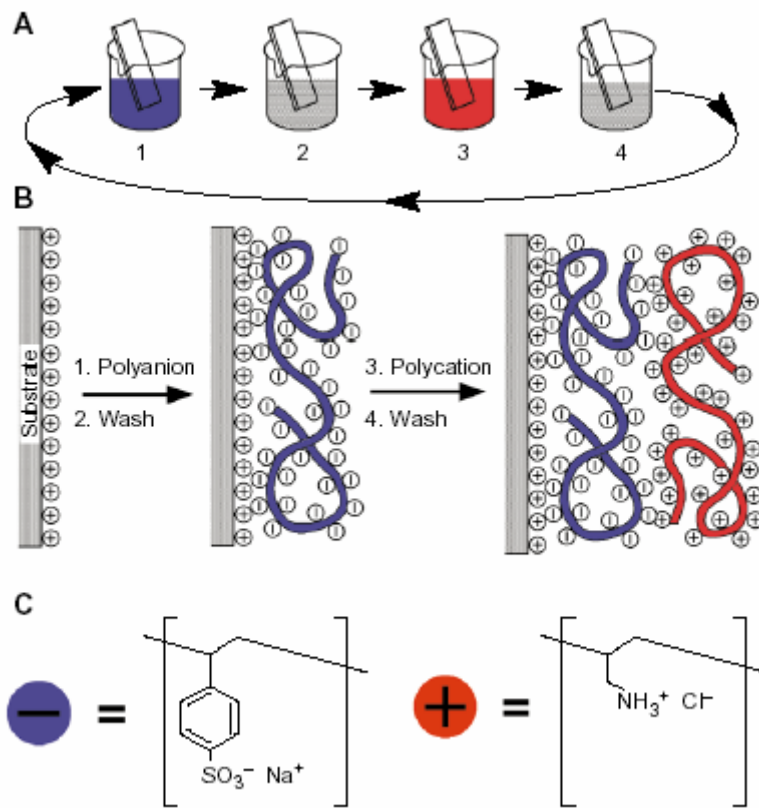 A
1 2 3 4
B
Substrate
1. Polyanion
2. Wash
3. Polycation
4. Wash
C
− =
SO₃⁻ Na⁺
+ =
NH₃⁺ Cl⁻